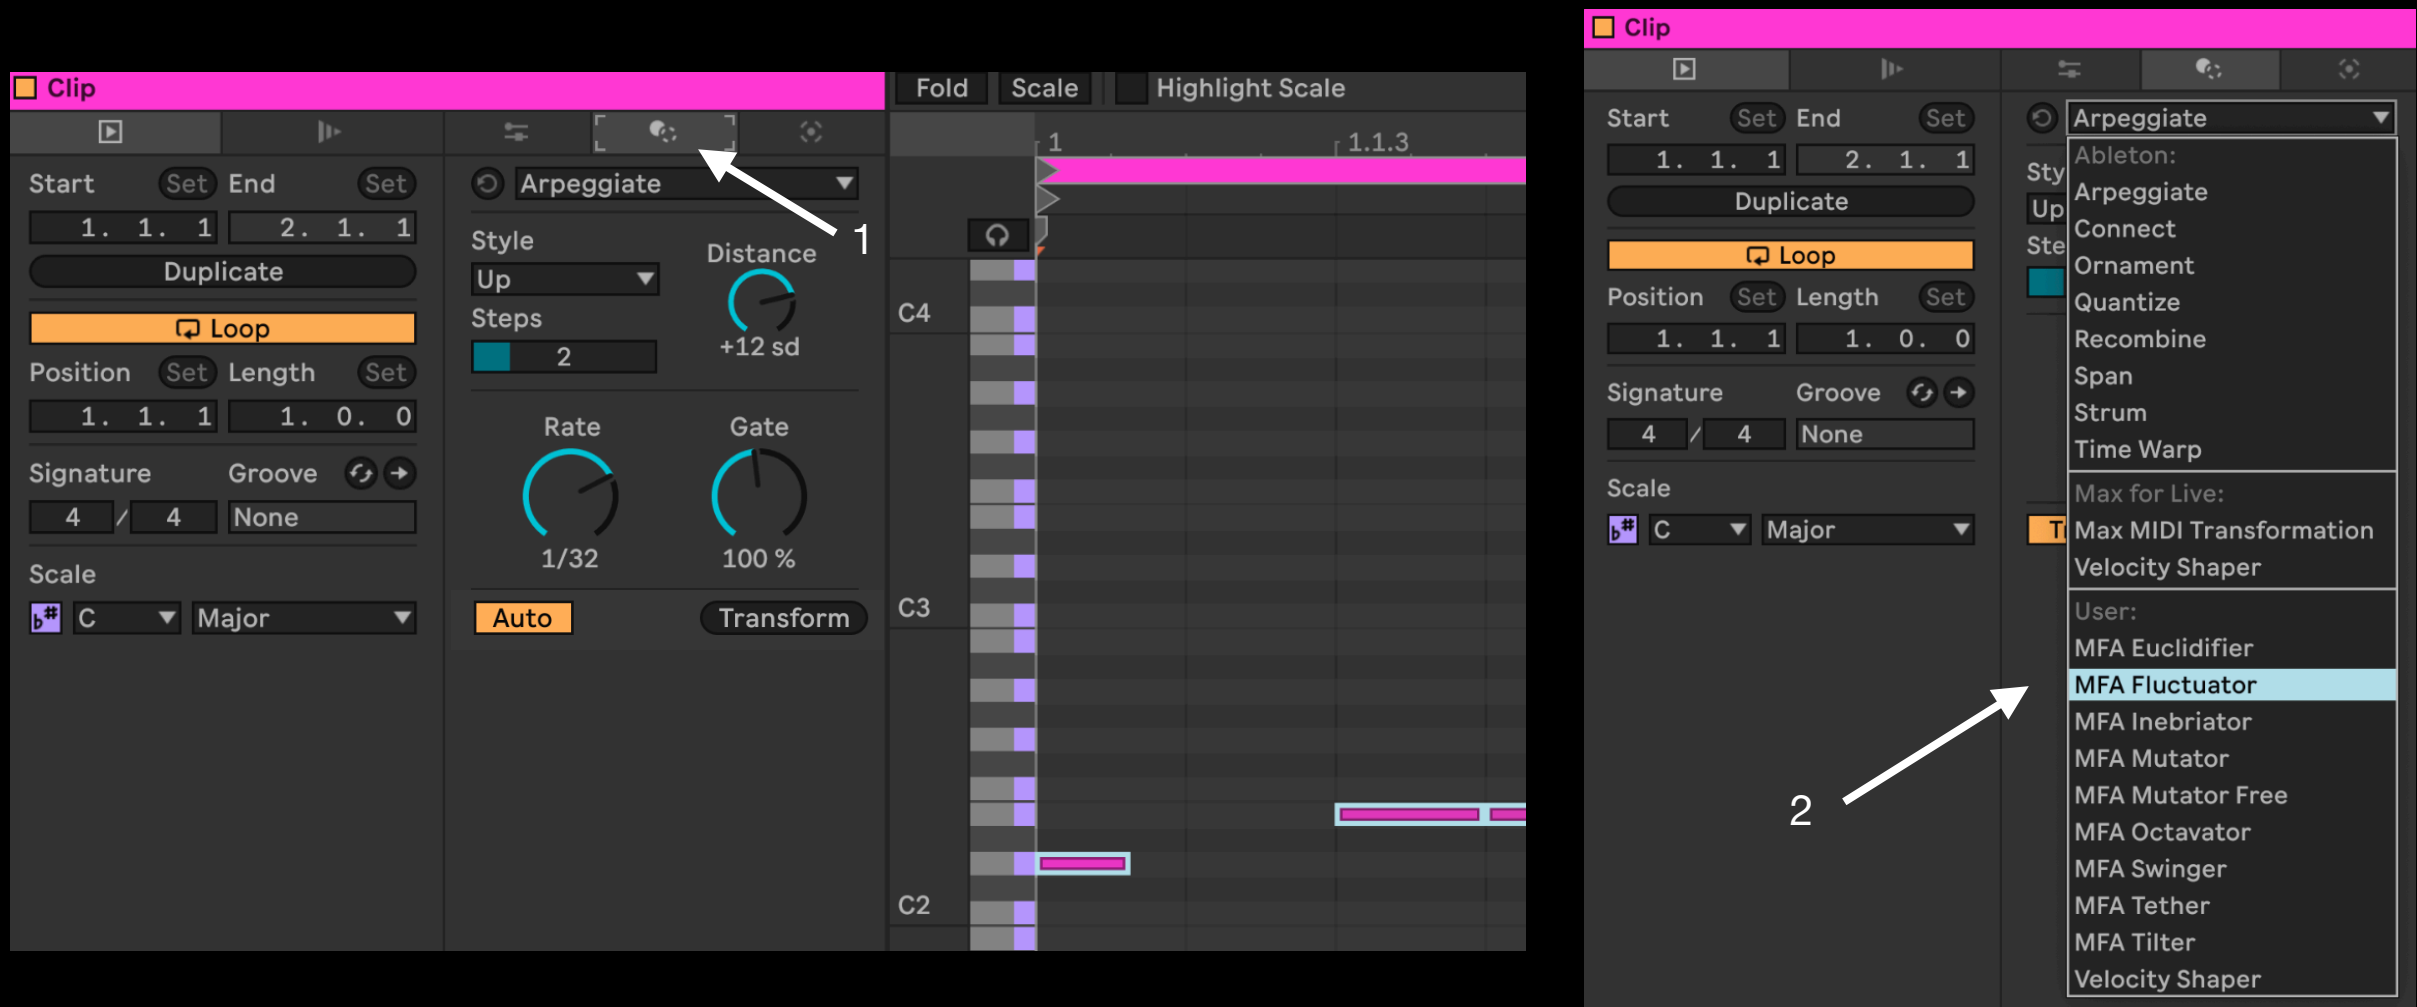 Clip
Start Set End Set
1. 1. 1 2. 1. 1
Duplicate
Loop
Position Set Length Set
1. 1. 1 1. 0. 0
Signature Groove
4 / 4 None
Scale
b# C Major
Arpeggiate
Style
Up
Steps
2
Distance
+12 sd
Rate Gate
1/32 100 %
Auto Transform
1
Fold Scale Highlight Scale
1 1.1.3
C4
C3
C2
Clip
Start Set End Set
1. 1. 1 2. 1. 1
Duplicate
Loop
Position Set Length Set
1. 1. 1 1. 0. 0
Signature Groove
4 / 4 None
Scale
b# C Major
2
Arpeggiate
Sty
Up
Ste
T
Ableton:
Arpeggiate
Connect
Ornament
Quantize
Recombine
Span
Strum
Time Warp
Max for Live:
Max MIDI Transformation
Velocity Shaper
User:
MFA Euclidifier
MFA Fluctuator
MFA Inebriator
MFA Mutator
MFA Mutator Free
MFA Octavator
MFA Swinger
MFA Tether
MFA Tilter
Velocity Shaper